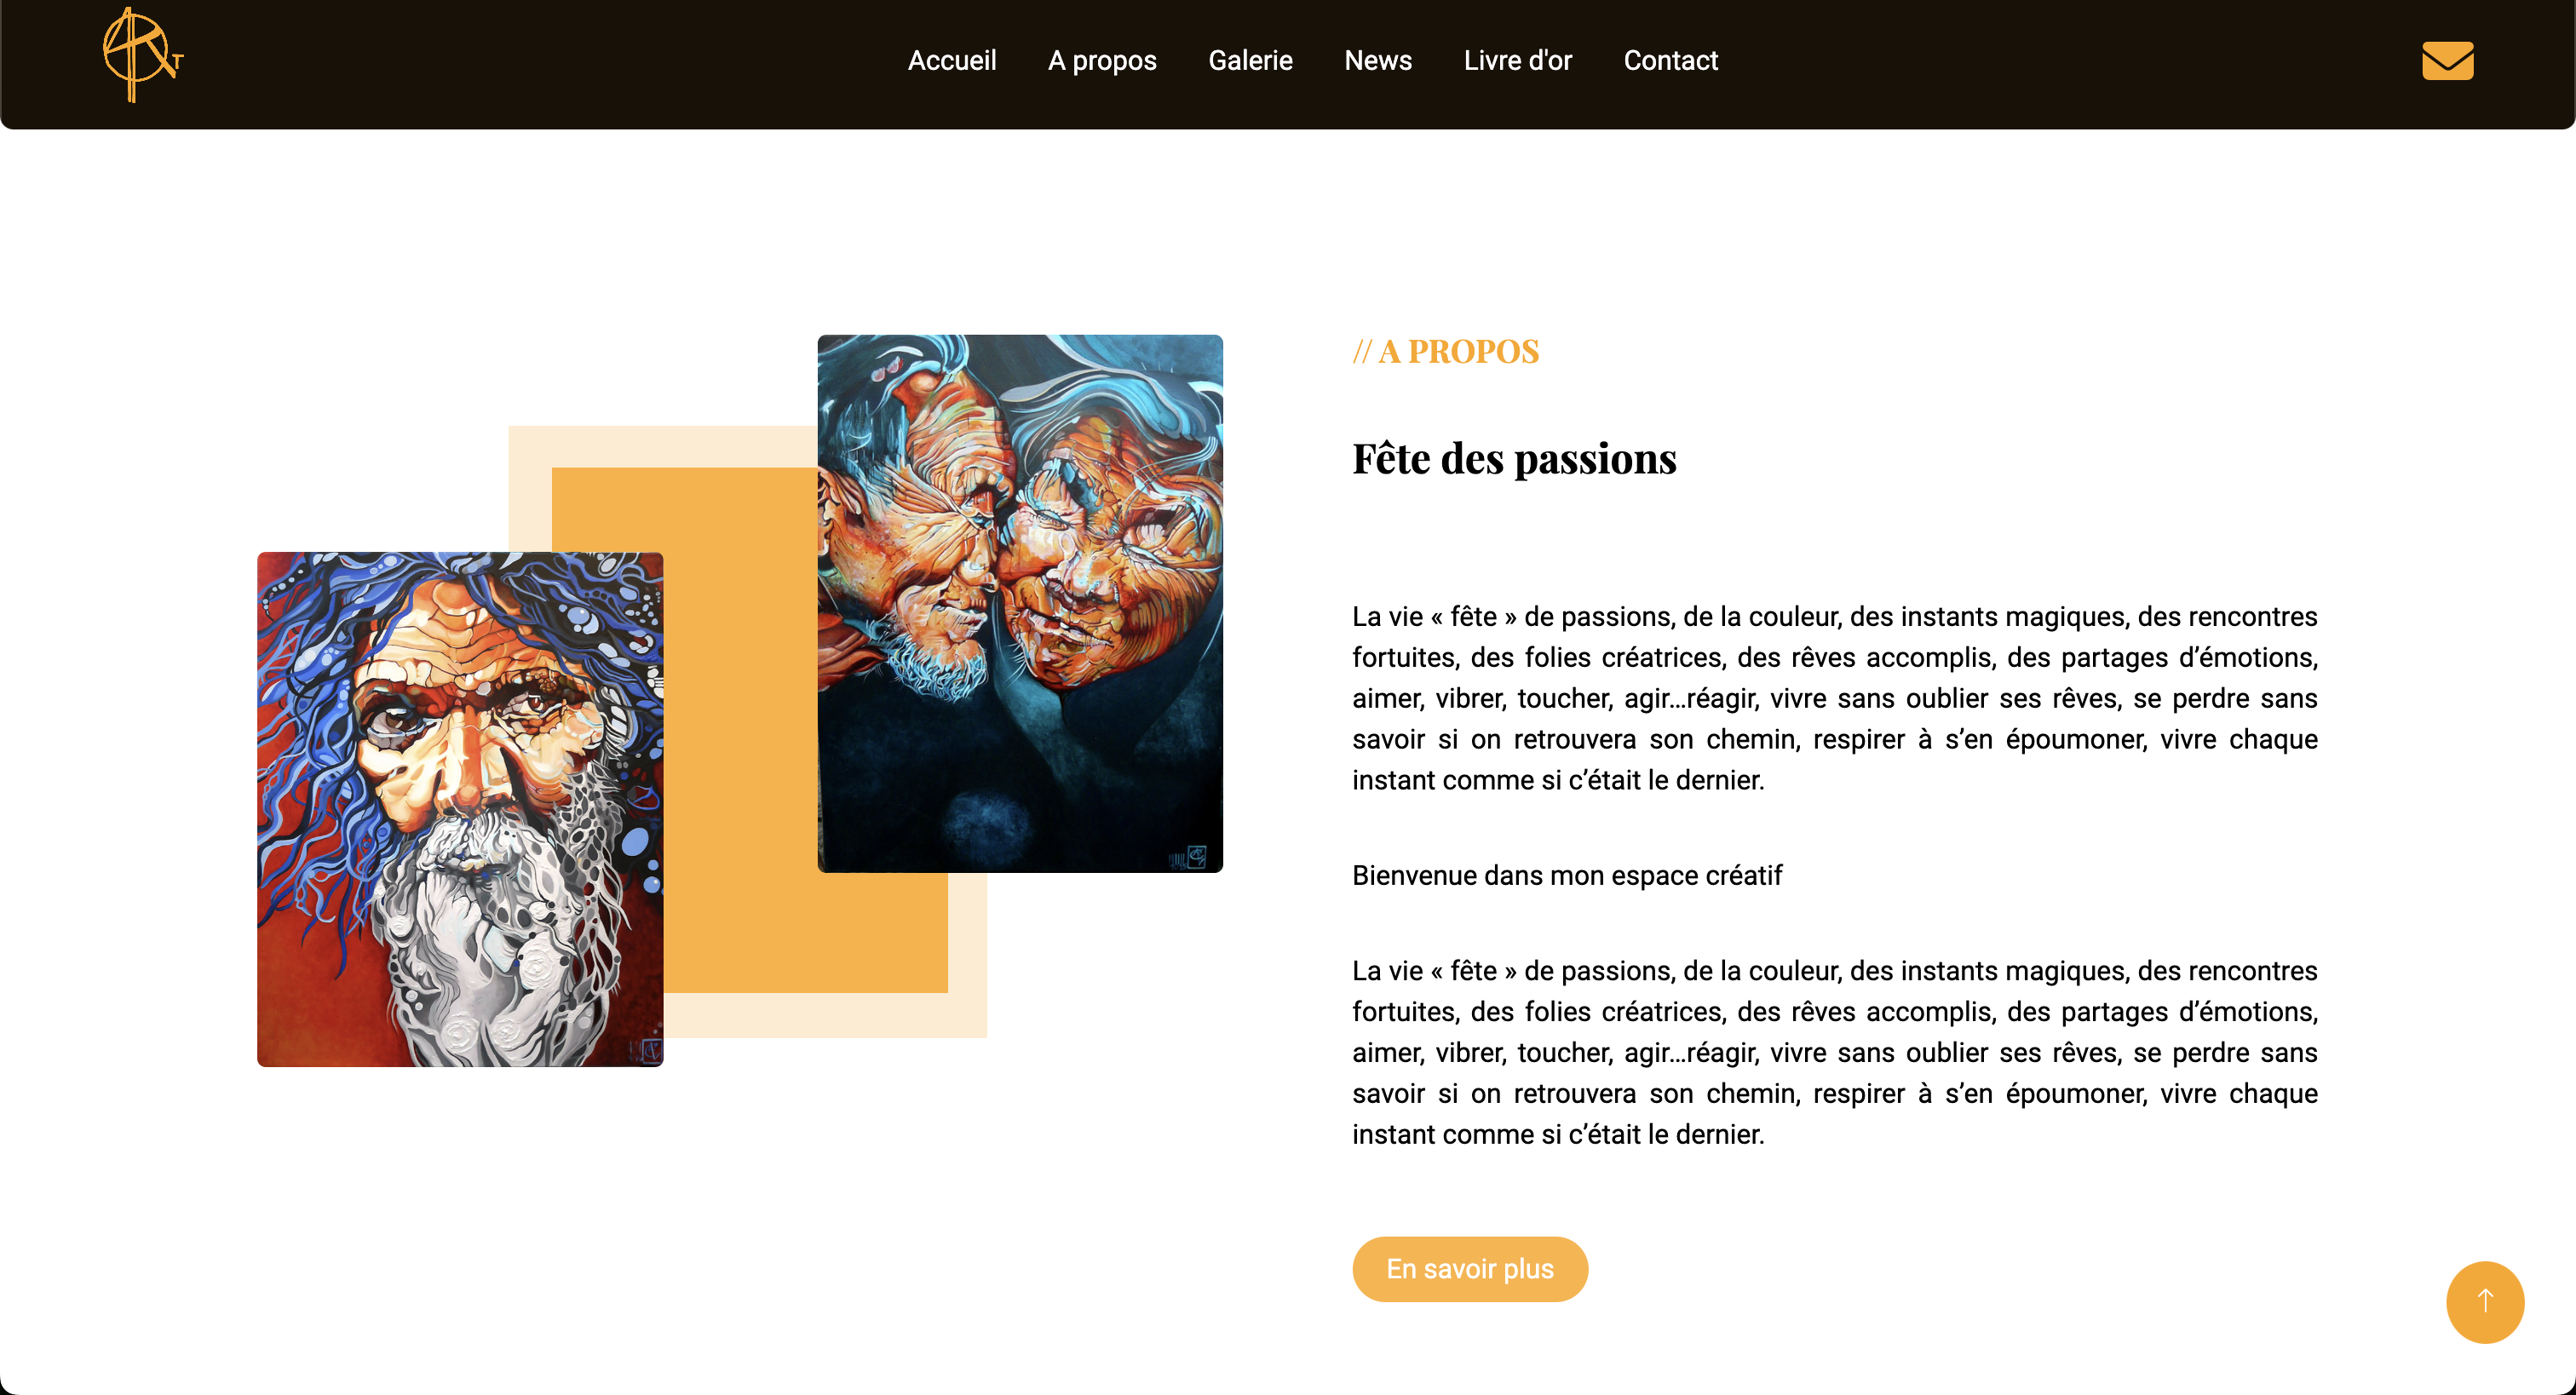 ART
Accueil A propos Galerie News Livre d'or Contact
// A PROPOS
Fête des passions
La vie « fête » de passions, de la couleur, des instants magiques, des rencontres
fortuites, des folies créatrices, des rêves accomplis, des partages d’émotions,
aimer, vibrer, toucher, agir…réagir, vivre sans oublier ses rêves, se perdre sans
savoir si on retrouvera son chemin, respirer à s’en époumoner, vivre chaque
instant comme si c’était le dernier.
Bienvenue dans mon espace créatif
La vie « fête » de passions, de la couleur, des instants magiques, des rencontres
fortuites, des folies créatrices, des rêves accomplis, des partages d’émotions,
aimer, vibrer, toucher, agir…réagir, vivre sans oublier ses rêves, se perdre sans
savoir si on retrouvera son chemin, respirer à s’en époumoner, vivre chaque
instant comme si c’était le dernier.
En savoir plus